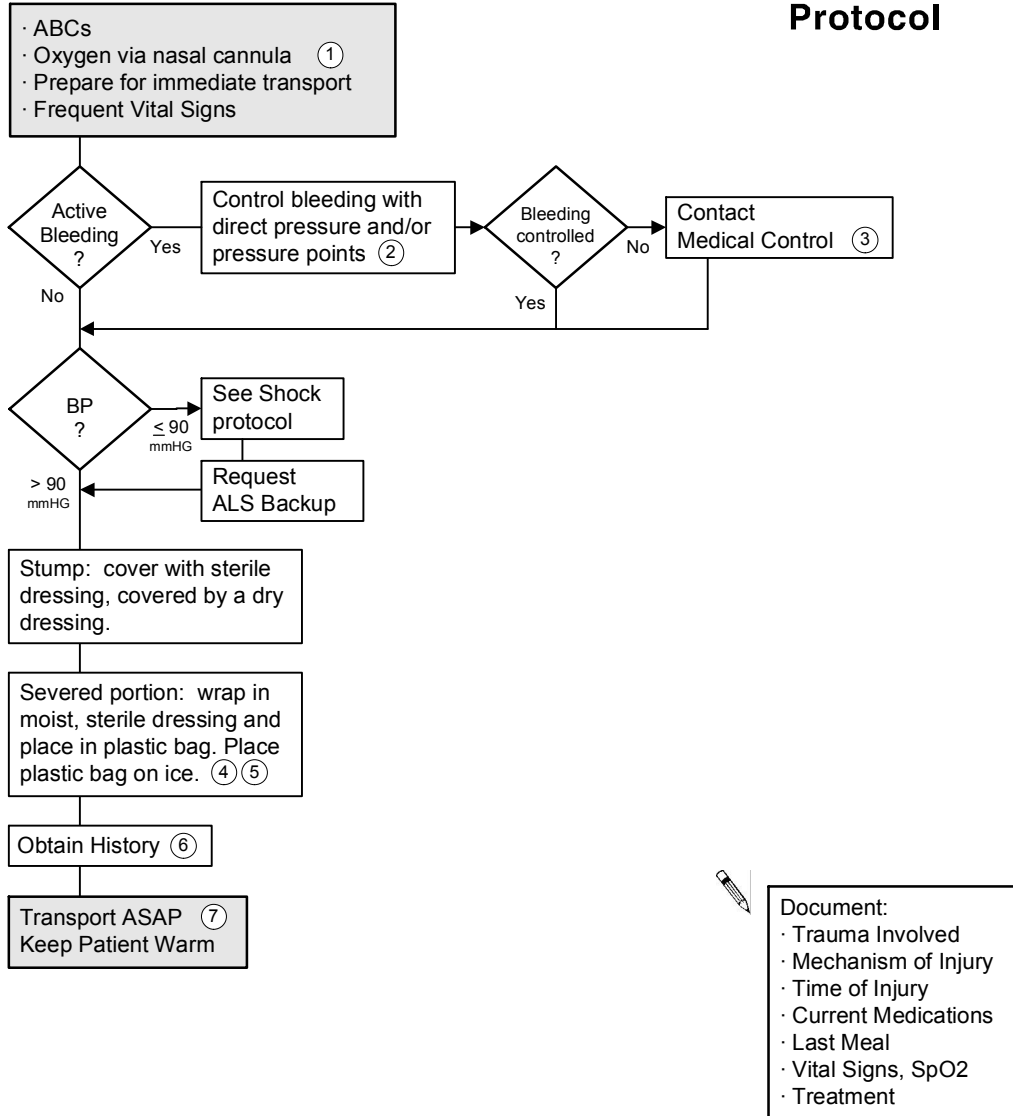 Protocol
· ABCs
· Oxygen via nasal cannula 1
· Prepare for immediate transport
· Frequent Vital Signs
Active
Bleeding
?
Yes
No
Control bleeding with
direct pressure and/or
pressure points 2
Bleeding
controlled
?
No
Yes
Contact
Medical Control 3
BP
?
≤ 90
mmHG
> 90
mmHG
See Shock
protocol
Request
ALS Backup
Stump: cover with sterile
dressing, covered by a dry
dressing.
Severed portion: wrap in
moist, sterile dressing and
place in plastic bag. Place
plastic bag on ice. 4 5
Obtain History 6
Transport ASAP 7
Keep Patient Warm
Document:
· Trauma Involved
· Mechanism of Injury
· Time of Injury
· Current Medications
· Last Meal
· Vital Signs, SpO2
· Treatment